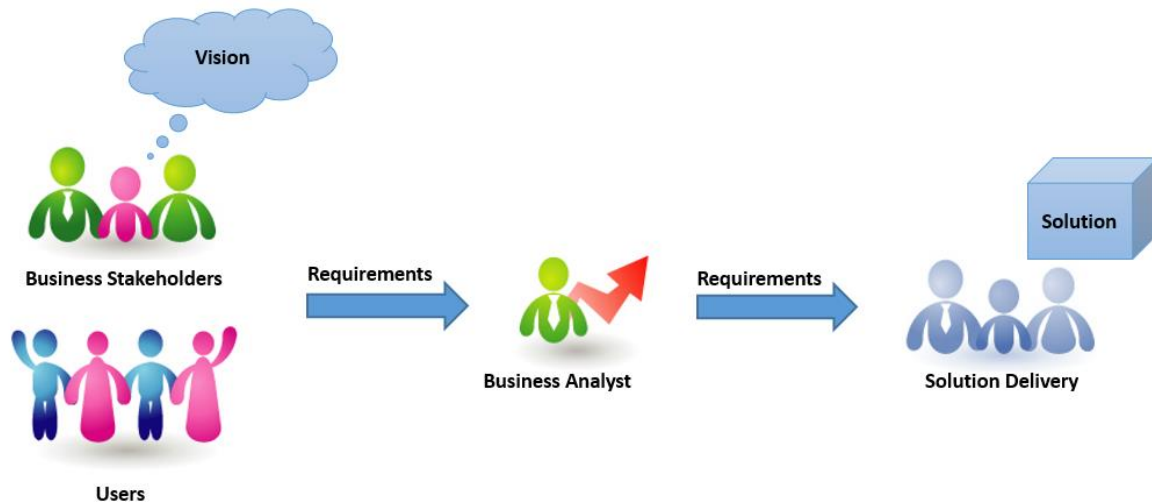 Vision
Business Stakeholders
Users
Requirements
Business Analyst
Requirements
Solution
Solution Delivery